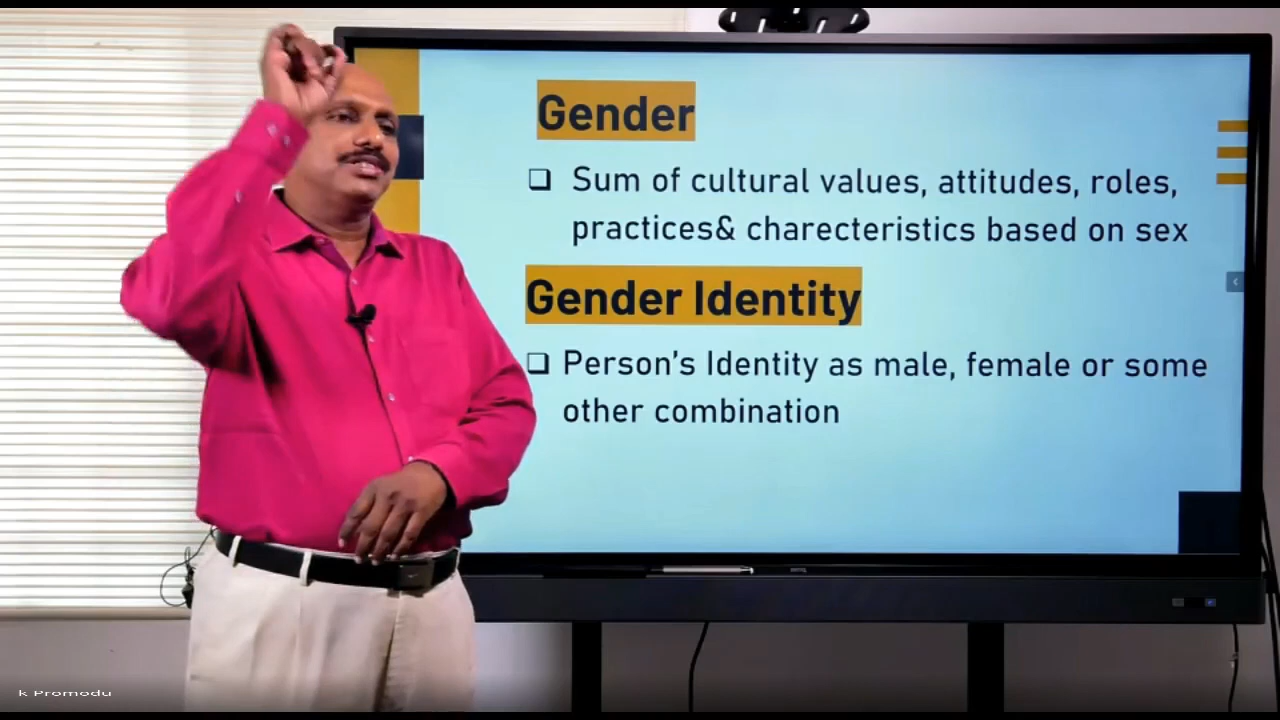 Gender
❑ Sum of cultural values, attitudes, roles,
practices& charecteristics based on sex
Gender Identity
❑ Person's Identity as male, female or some
other combination
BENQ
k Promodu